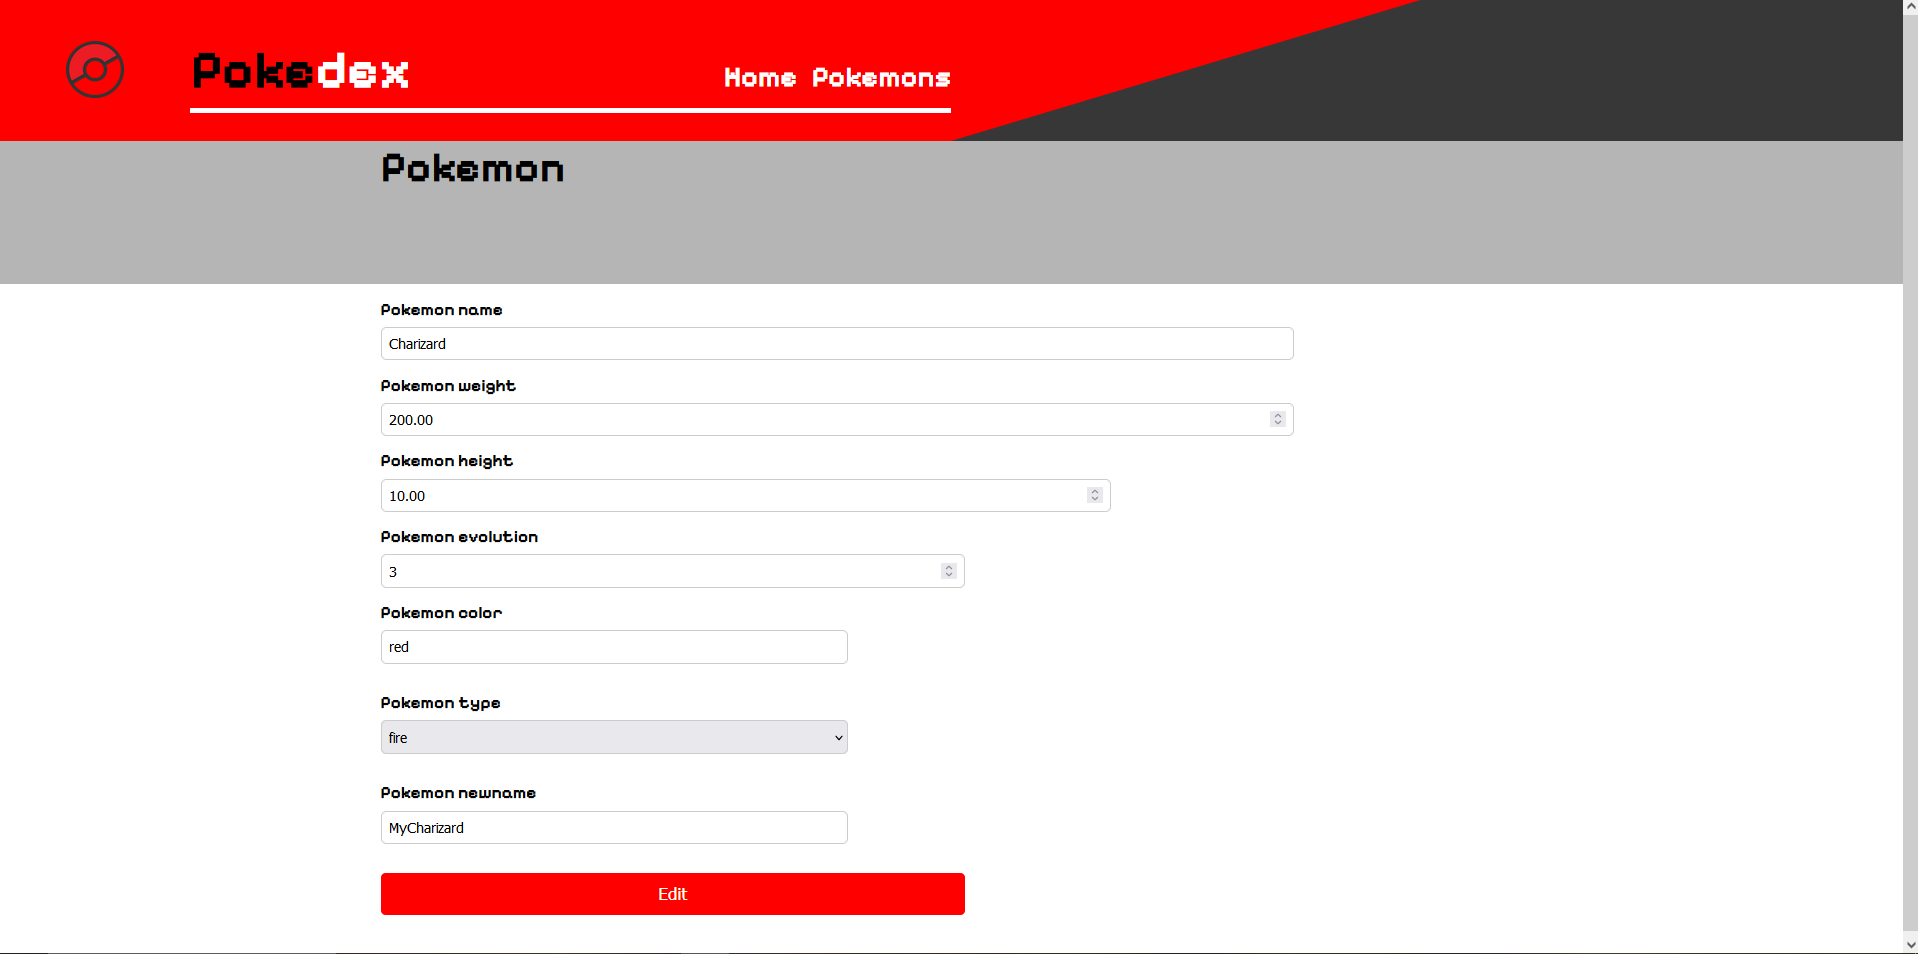 Pokedex
Home Pokemons
Pokemon
Pokemon name
Charizard
Pokemon weight
200.00
Pokemon height
10.00
Pokemon evolution
3
Pokemon color
red
Pokemon type
fire
Pokemon newname
MyCharizard
Edit